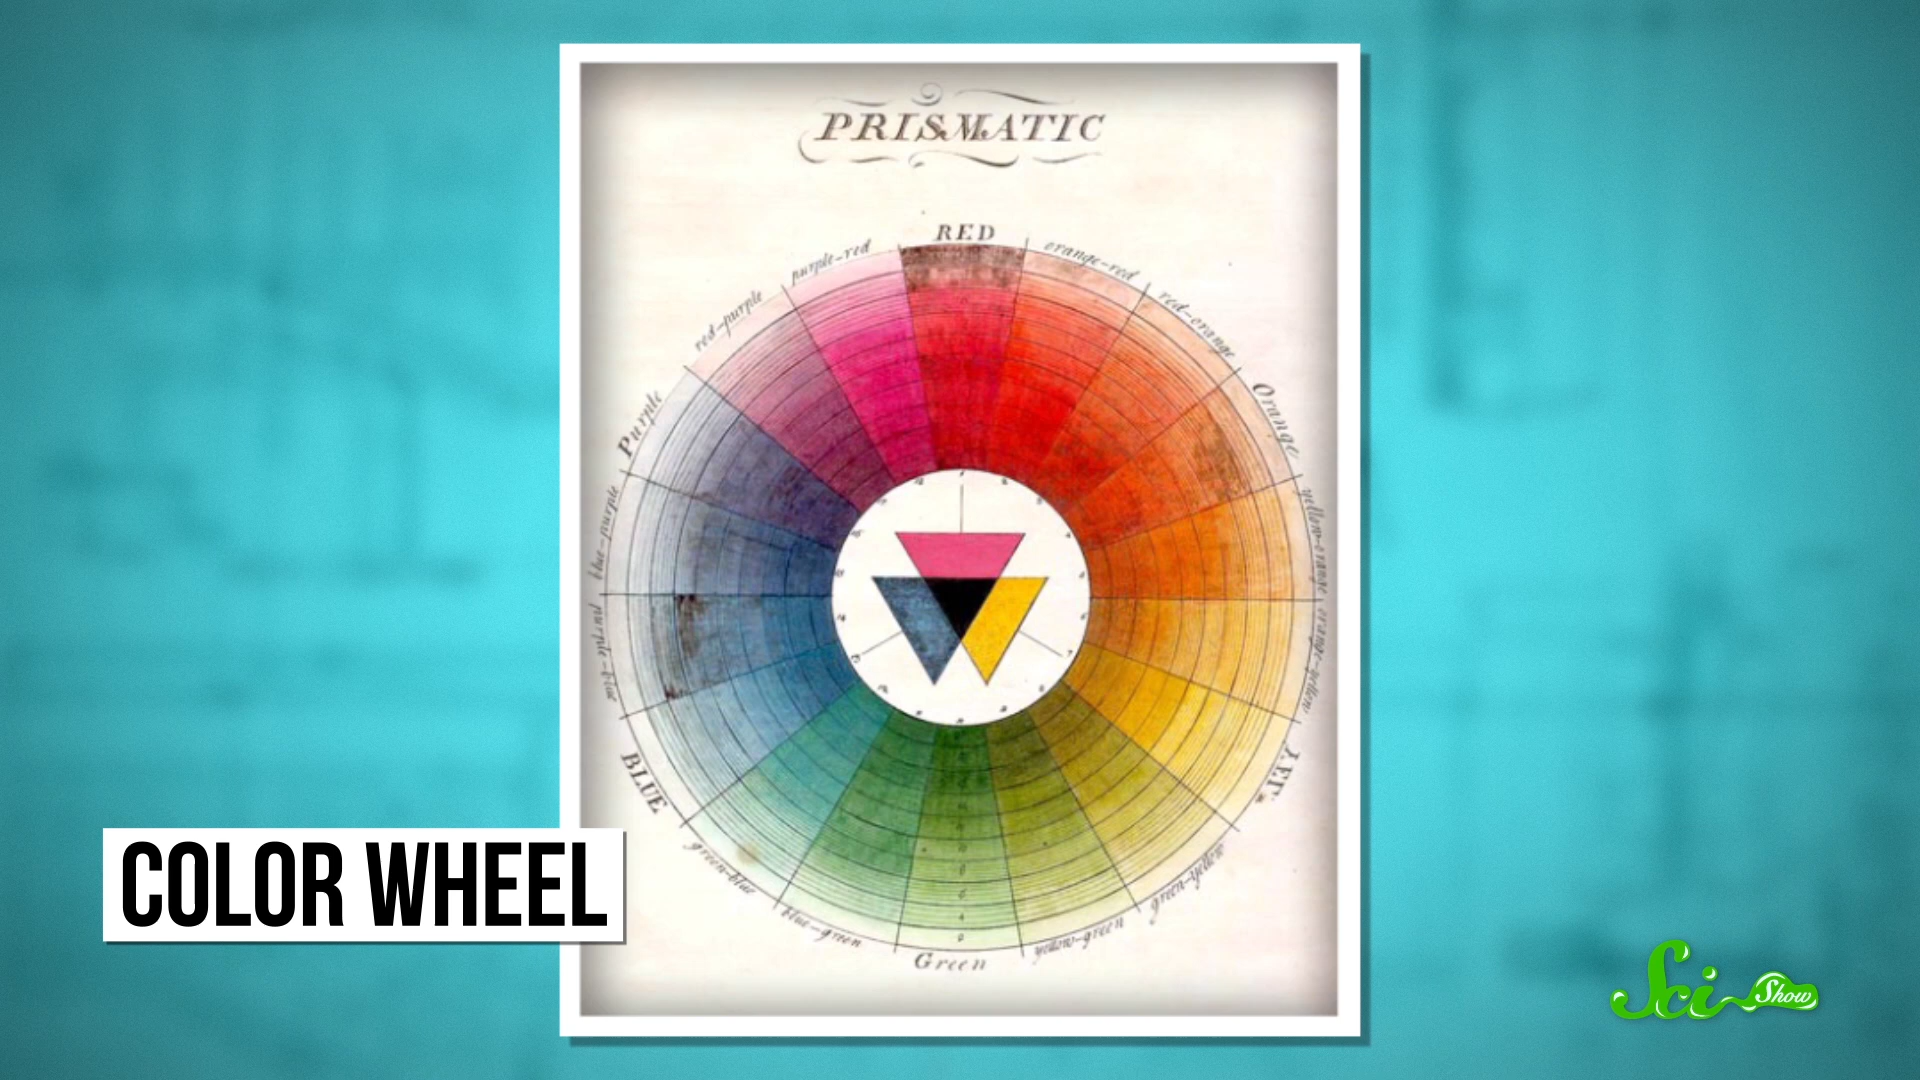 PRISMATIC
RED
orange-red
red-orange
Orange
yellow-orange
orange-yellow
green-yellow
yellow-green
Green
blue-green
green-blue
BLUE
purple-blue
blue-purple
Purple
red-purple
purple-red
COLOR WHEEL
Sci Show